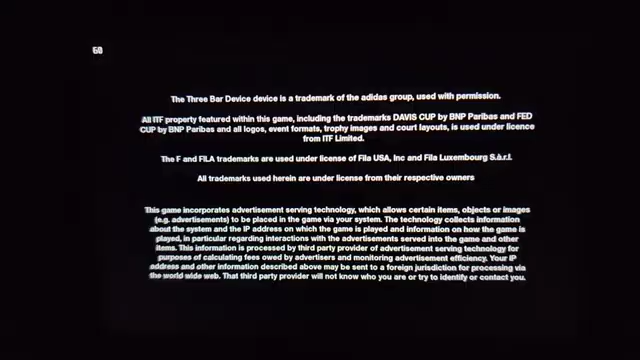 60
The Three Bar Device device is a trademark of the adidas group, used with permission.
All ITF property featured within this game, including the trademarks DAVIS CUP by BNP Paribas and FED
CUP by BNP Paribas and all logos, event formats, trophy images and court layouts, is used under licence
from ITF Limited.
The F and FILA trademarks are used under license of Fila USA, Inc and Fila Luxembourg S.à.r.l.
All trademarks used herein are under license from their respective owners
This game incorporates advertisement serving technology, which allows certain items, objects or images
(e.g. advertisements) to be placed in the game via your system. The technology collects information
about the system and the IP address on which the game is played and information on how the game is
played, in particular regarding interactions with the advertisements served into the game and other
items. This information is processed by third party provider of advertisement serving technology for
purposes of calculating fees owed by advertisers and monitoring advertisement efficiency. Your IP
address and other information described above may be sent to a foreign jurisdiction for processing via
the world wide web. That third party provider will not know who you are or try to identify or contact you.